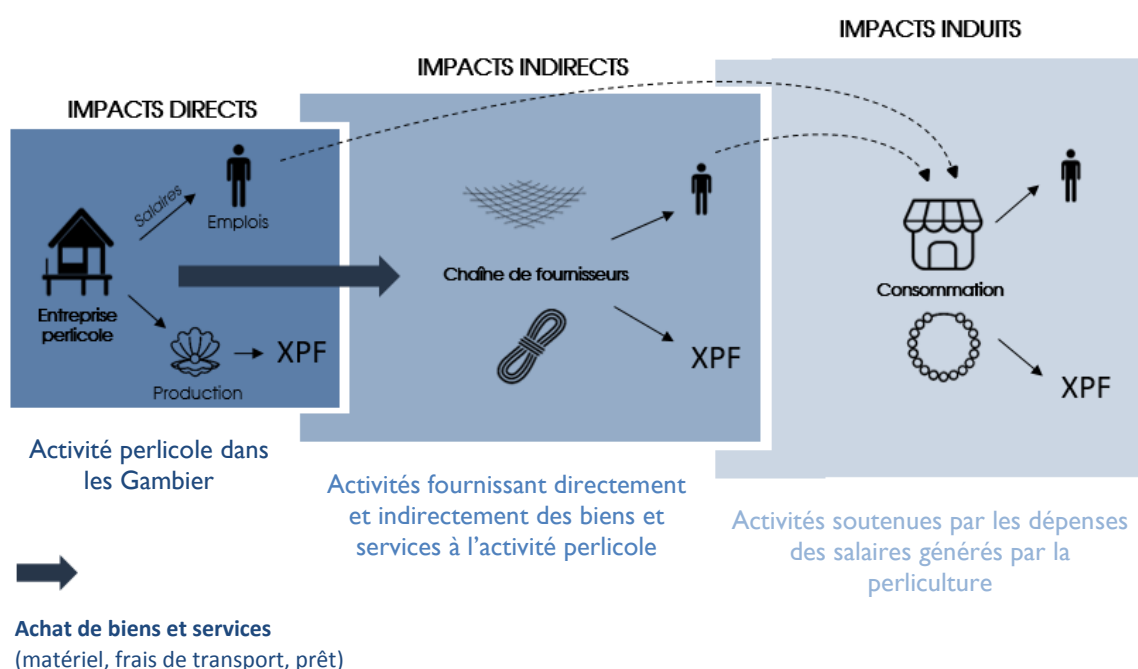 IMPACTS DIRECTS
Salaires
Emplois
Entreprise
perlicole
Production
XPF
Activité perlicole dans
les Gambier
IMPACTS INDIRECTS
Chaîne de fournisseurs
XPF
Activités fournissant directement
et indirectement des biens et
services à l’activité perlicole
IMPACTS INDUITS
Consommation
XPF
Activités soutenues par les dépenses
des salaires générés par la
perliculture
Achat de biens et services
(matériel, frais de transport, prêt)